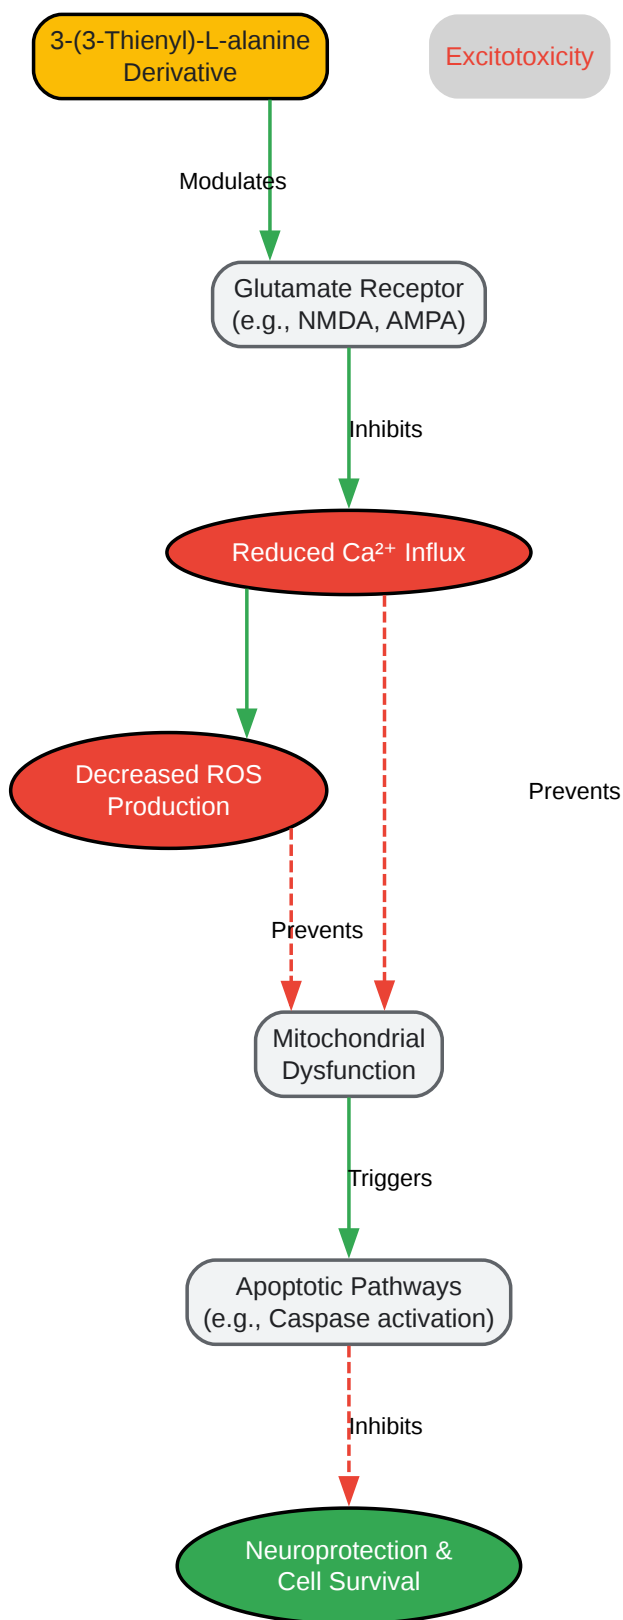 3-(3-Thienyl)-L-alanine
Derivative
Excitotoxicity
Modulates
Glutamate Receptor
(e.g., NMDA, AMPA)
Inhibits
Reduced Ca²⁺ Influx
Decreased ROS
Production
Prevents
Prevents
Mitochondrial
Dysfunction
Triggers
Apoptotic Pathways
(e.g., Caspase activation)
Inhibits
Neuroprotection &
Cell Survival